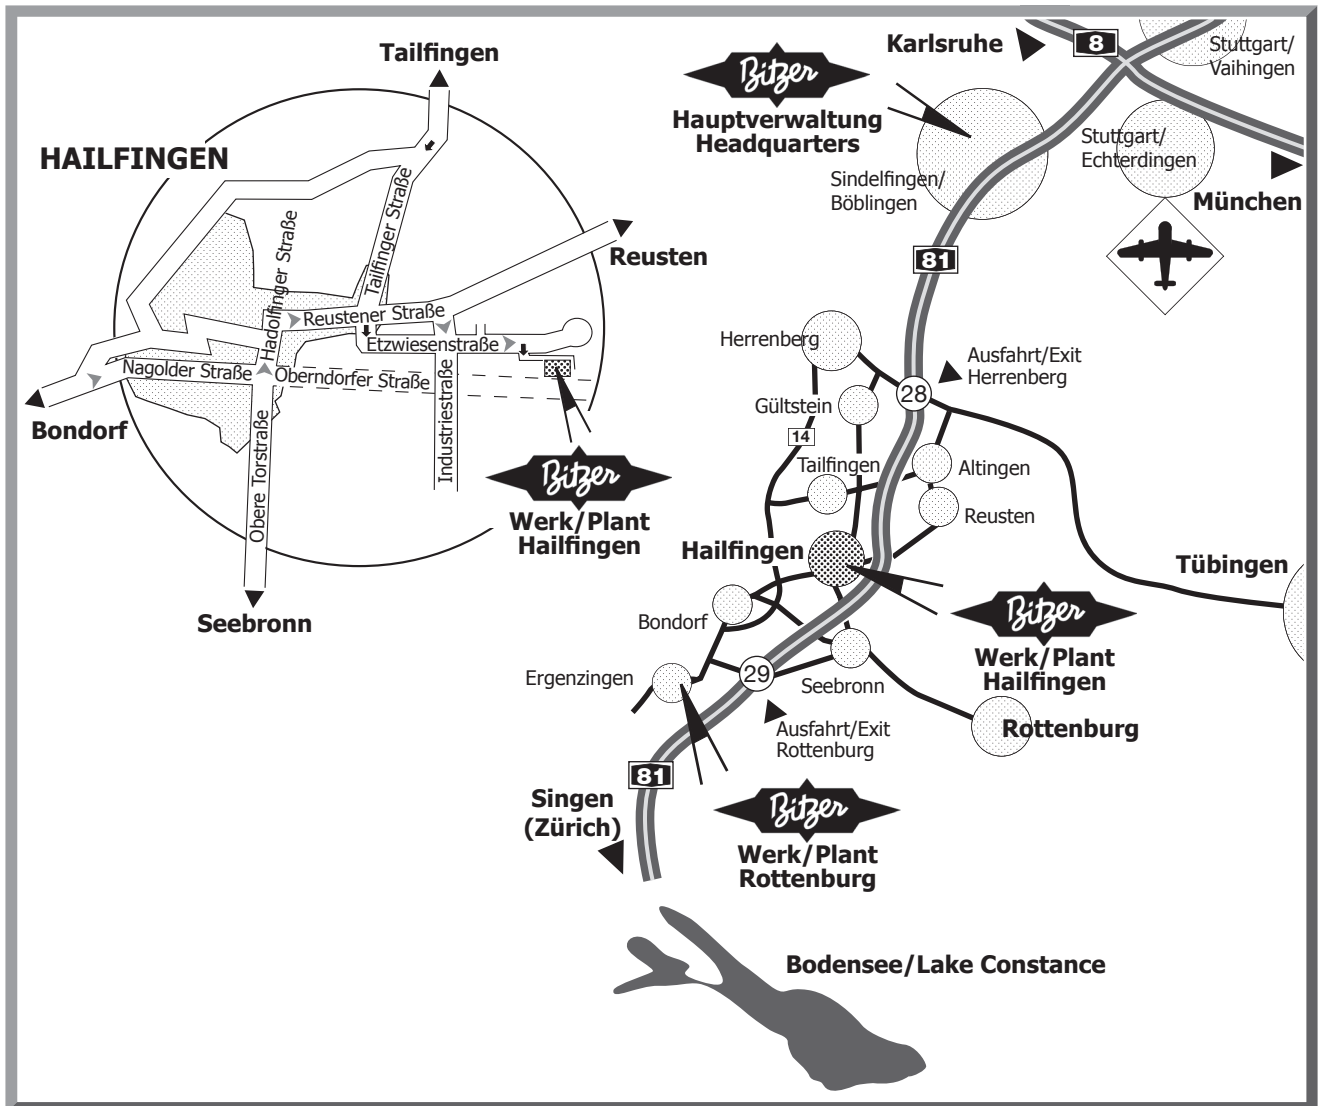 Tailfingen
HAILFINGEN
Hadolfinger Straße
Tailfinger Straße
Reusten
Reustener Straße
Etzwiesenstraße
Nagolder Straße
Oberndorfer Straße
Bondorf
Obere Torstraße
Industriestraße
Bitzer
Werk/Plant
Hailfingen
Seebronn
Bitzer
Hauptverwaltung
Headquarters
Karlsruhe
8
Stuttgart/
Vaihingen
Stuttgart/
Echterdingen
München
Sindelfingen/
Böblingen
81
Herrenberg
Ausfahrt/Exit
Herrenberg
28
Gültstein
14
Tailfingen
Altingen
Reusten
Hailfingen
Tübingen
Bitzer
Werk/Plant
Hailfingen
Bondorf
Ergenzingen
29
Seebronn
Ausfahrt/Exit
Rottenburg
Rottenburg
81
Singen
(Zürich)
Bitzer
Werk/Plant
Rottenburg
Bodensee/Lake Constance